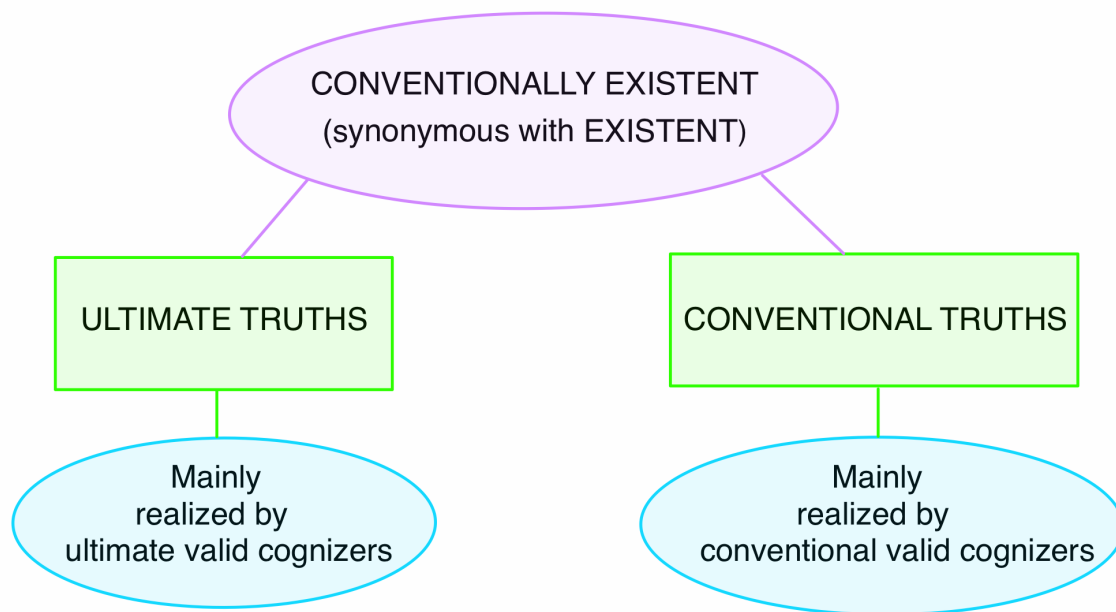 CONVENTIONALLY EXISTENT
(synonymous with EXISTENT)
ULTIMATE TRUTHS
CONVENTIONAL TRUTHS
Mainly
realized by
ultimate valid cognizers
Mainly
realized by
conventional valid cognizers